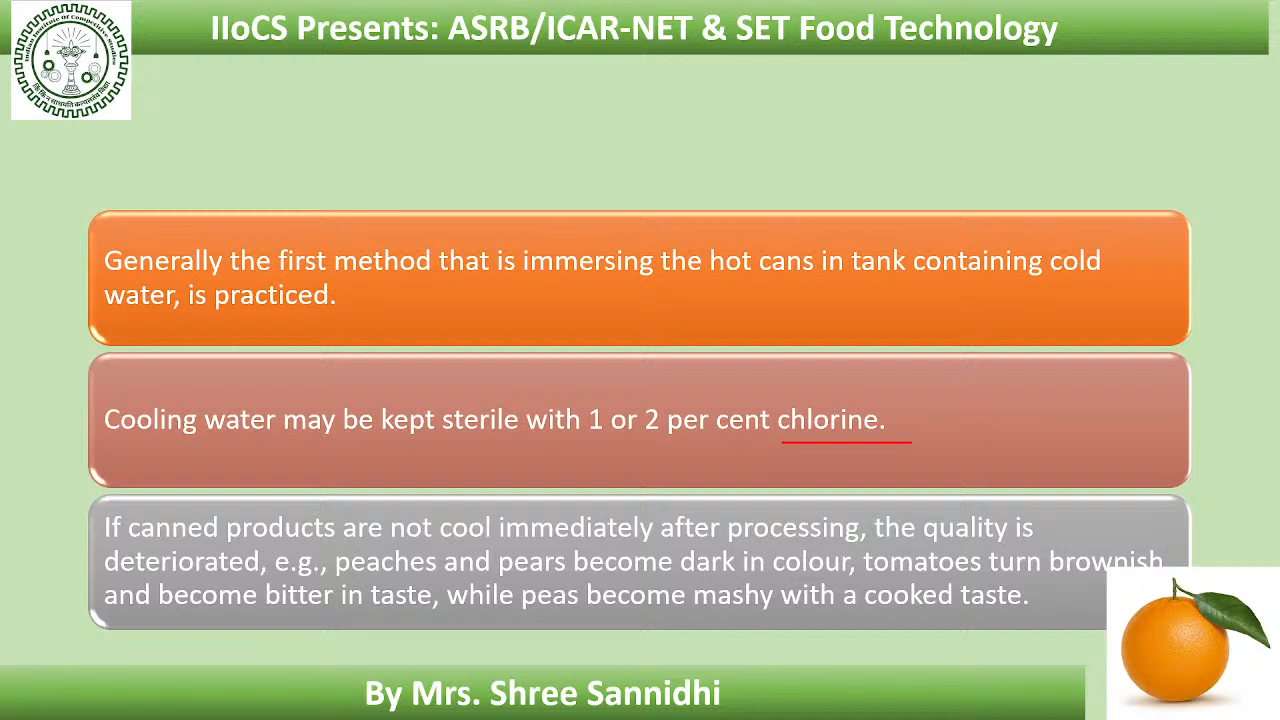 IIoCS Presents: ASRB/ICAR-NET & SET Food Technology
Generally the first method that is immersing the hot cans in tank containing cold
water, is practiced.
Cooling water may be kept sterile with 1 or 2 per cent chlorine.
If canned products are not cool immediately after processing, the quality is
deteriorated, e.g., peaches and pears become dark in colour, tomatoes turn brownish
and become bitter in taste, while peas become mashy with a cooked taste.
By Mrs. Shree Sannidhi